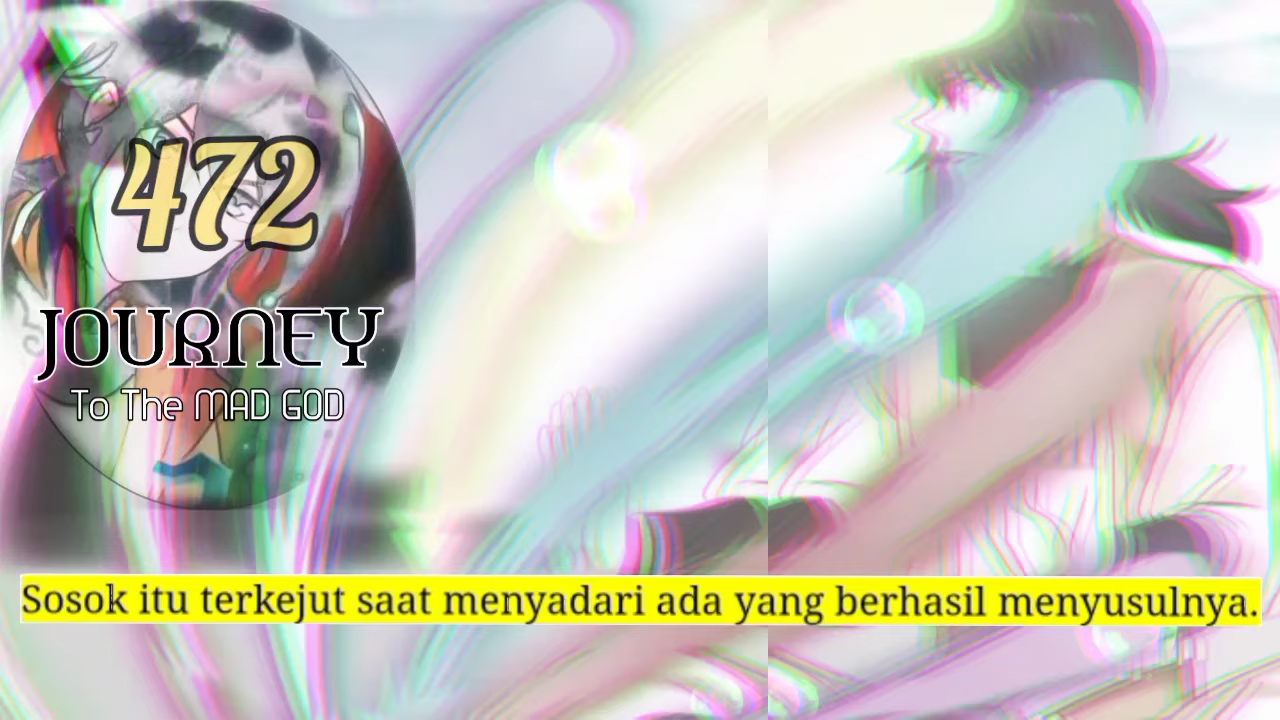 472
JOURNEY
To The MAD GOD
Sosok itu terkejut saat menyadari ada yang berhasil menyusulnya.